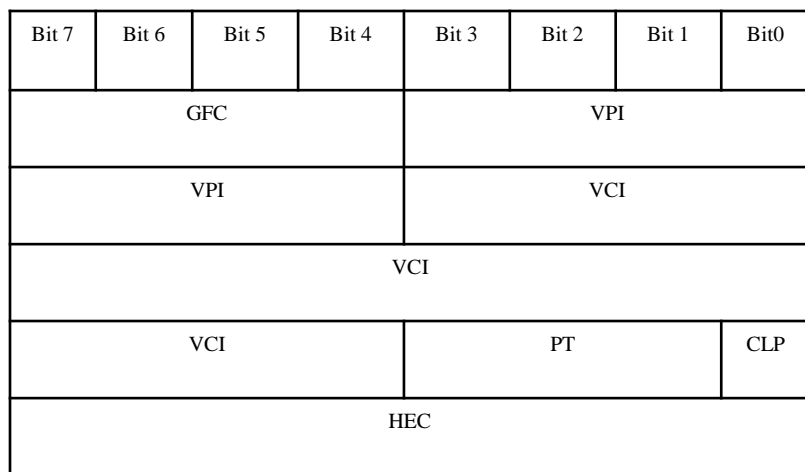 Bit 7 Bit 6 Bit 5 Bit 4 Bit 3 Bit 2 Bit 1 Bit0
GFC VPI
VPI VCI
VCI
VCI PT CLP
HEC